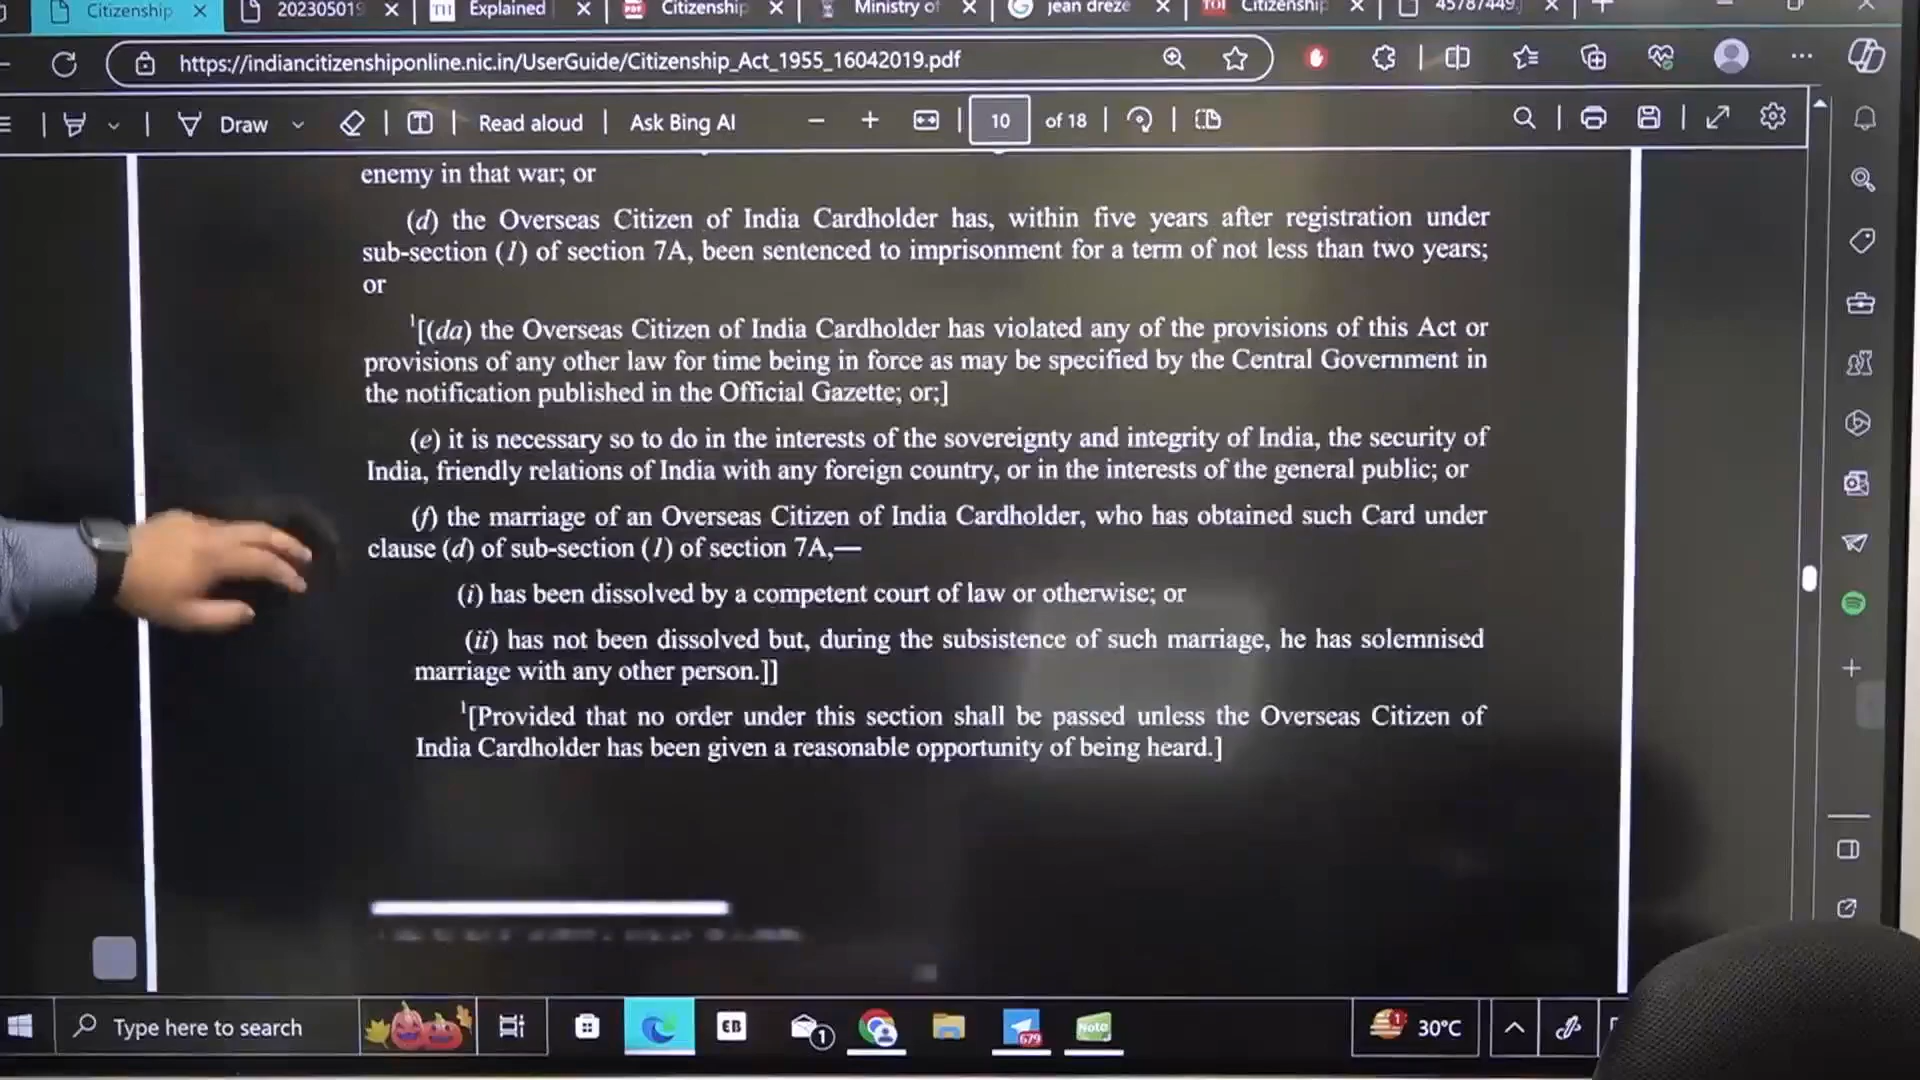 Citizenship
202305019
Explained
Citizenship
Ministry of
jean dreze
Citizenship
45787449.
https://indiancitizenshiponline.nic.in/UserGuide/Citizenship_Act_1955_16042019.pdf
Draw
Read aloud
Ask Bing AI
10 of 18
enemy in that war; or
(d) the Overseas Citizen of India Cardholder has, within five years after registration under
sub-section (1) of section 7A, been sentenced to imprisonment for a term of not less than two years;
or
1[(da) the Overseas Citizen of India Cardholder has violated any of the provisions of this Act or
provisions of any other law for time being in force as may be specified by the Central Government in
the notification published in the Official Gazette; or;]
(e) it is necessary so to do in the interests of the sovereignty and integrity of India, the security of
India, friendly relations of India with any foreign country, or in the interests of the general public; or
(f) the marriage of an Overseas Citizen of India Cardholder, who has obtained such Card under
clause (d) of sub-section (1) of section 7A,—
(i) has been dissolved by a competent court of law or otherwise; or
(ii) has not been dissolved but, during the subsistence of such marriage, he has solemnised
marriage with any other person.]]
1[Provided that no order under this section shall be passed unless the Overseas Citizen of
India Cardholder has been given a reasonable opportunity of being heard.]
Type here to search
EB
1
679
Note
1
30°C